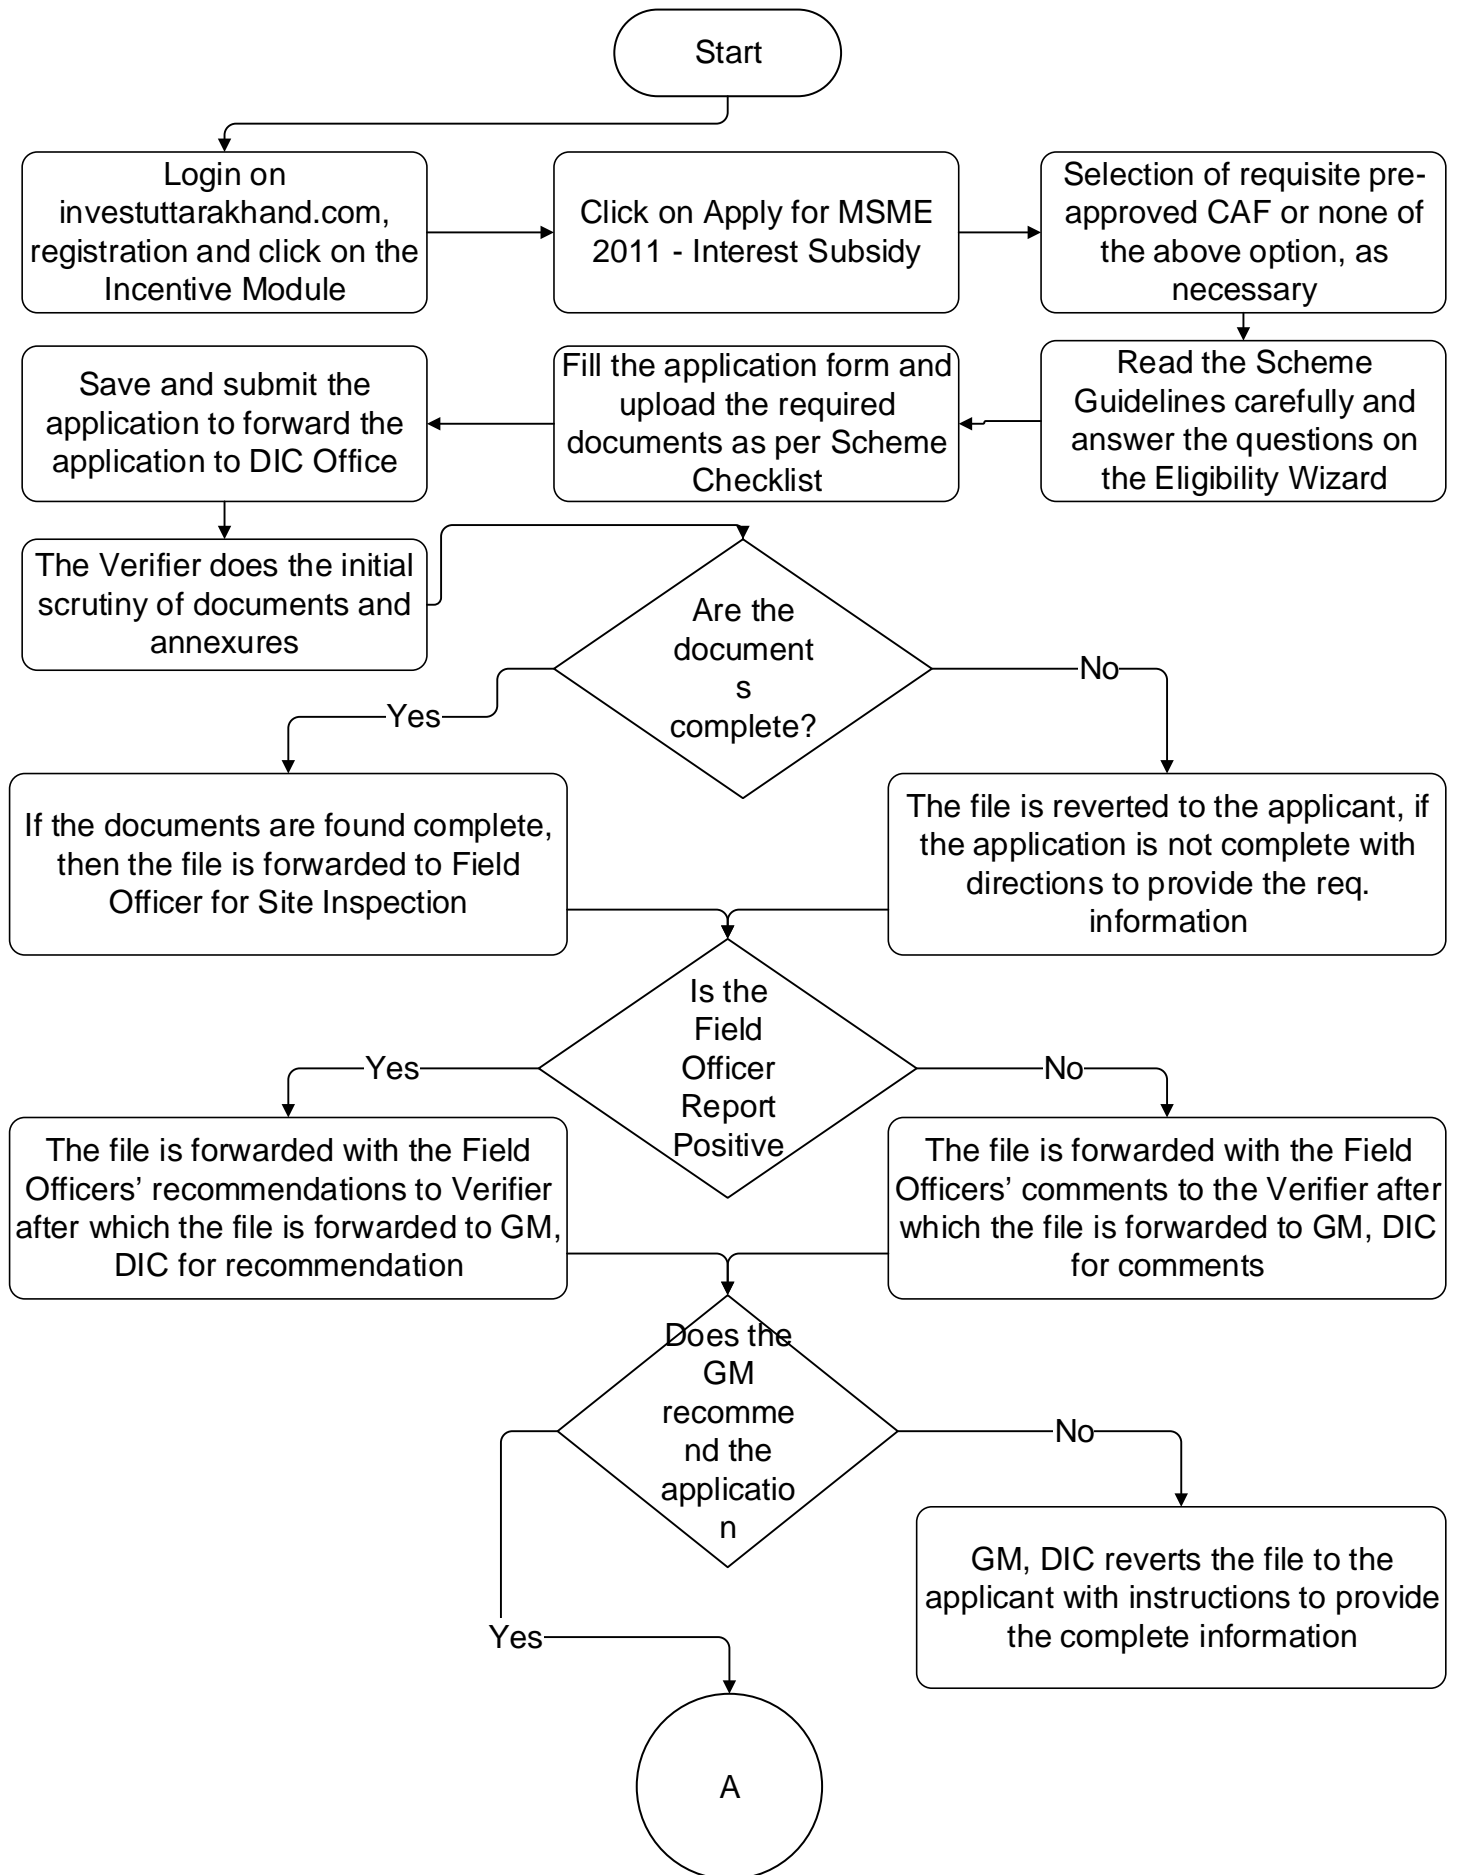 Start
Login on
investuttarakhand.com,
registration and click on the
Incentive Module
Click on Apply for MSME
2011 - Interest Subsidy
Selection of requisite pre-
approved CAF or none of
the above option, as
necessary
Read the Scheme
Guidelines carefully and
answer the questions on
the Eligibility Wizard
Fill the application form and
upload the required
documents as per Scheme
Checklist
Save and submit the
application to forward the
application to DIC Office
The Verifier does the initial
scrutiny of documents and
annexures
Are the
document
s
complete?
Yes
No
If the documents are found complete,
then the file is forwarded to Field
Officer for Site Inspection
The file is reverted to the applicant, if
the application is not complete with
directions to provide the req.
information
Is the
Field
Officer
Report
Positive
Yes
No
The file is forwarded with the Field
Officers’ recommendations to Verifier
after which the file is forwarded to GM,
DIC for recommendation
The file is forwarded with the Field
Officers’ comments to the Verifier after
which the file is forwarded to GM, DIC
for comments
Does the
GM
recomme
nd the
applicatio
n
No
GM, DIC reverts the file to the
applicant with instructions to provide
the complete information
Yes
A